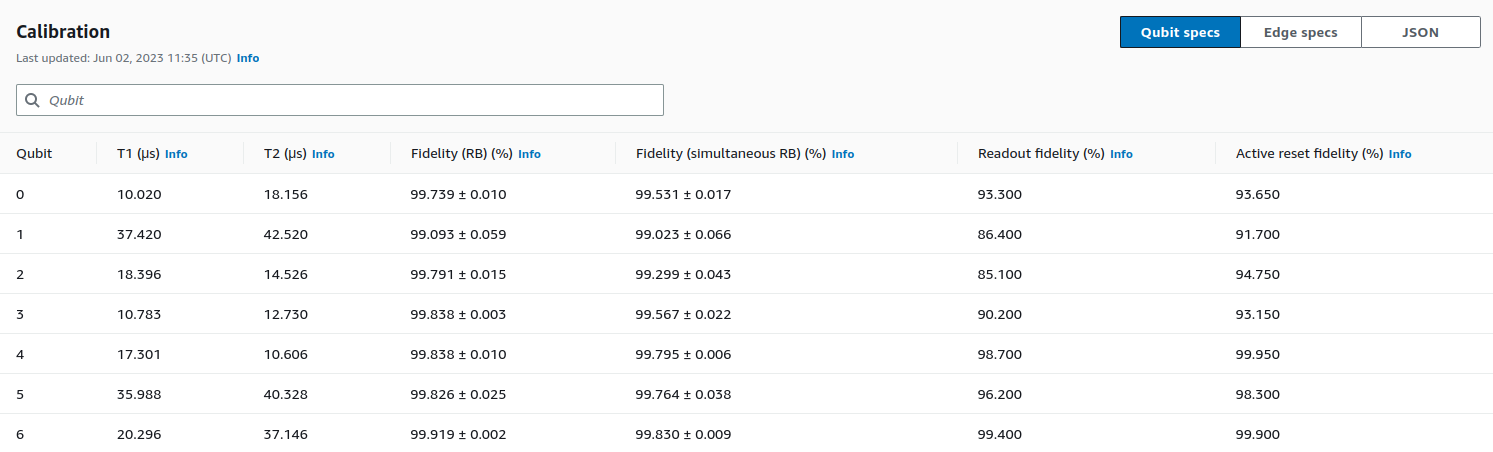 Calibration
Qubit specs Edge specs JSON
Last updated: Jun 02, 2023 11:35 (UTC) Info
Qubit
Qubit T1 (μs) Info T2 (μs) Info Fidelity (RB) (%) Info Fidelity (simultaneous RB) (%) Info Readout fidelity (%) Info Active reset fidelity (%) Info
0 10.020 18.156 99.739 ± 0.010 99.531 ± 0.017 93.300 93.650
1 37.420 42.520 99.093 ± 0.059 99.023 ± 0.066 86.400 91.700
2 18.396 14.526 99.791 ± 0.015 99.299 ± 0.043 85.100 94.750
3 10.783 12.730 99.838 ± 0.003 99.567 ± 0.022 90.200 93.150
4 17.301 10.606 99.838 ± 0.010 99.795 ± 0.006 98.700 99.950
5 35.988 40.328 99.826 ± 0.025 99.764 ± 0.038 96.200 98.300
6 20.296 37.146 99.919 ± 0.002 99.830 ± 0.009 99.400 99.900